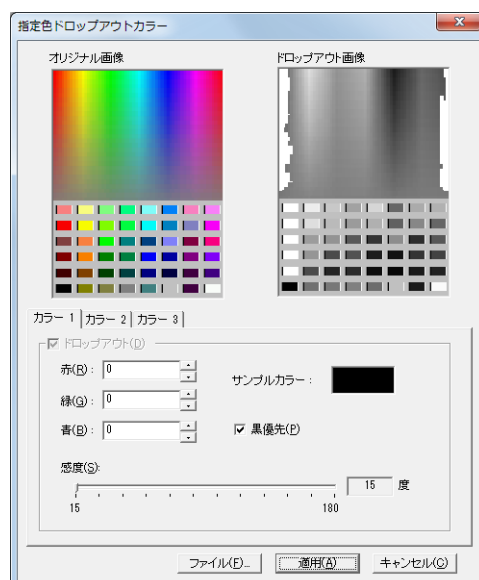 指定色ドロップアウトカラー
オリジナル画像
ドロップアウト画像
カラー 1
カラー 2
カラー 3
ドロップアウト(D)
赤(R): 0
サンプルカラー:
緑(G): 0
青(B): 0
黒優先(P)
感度(S):
15
180
15 度
ファイル(F)...
適用(A)
キャンセル(C)